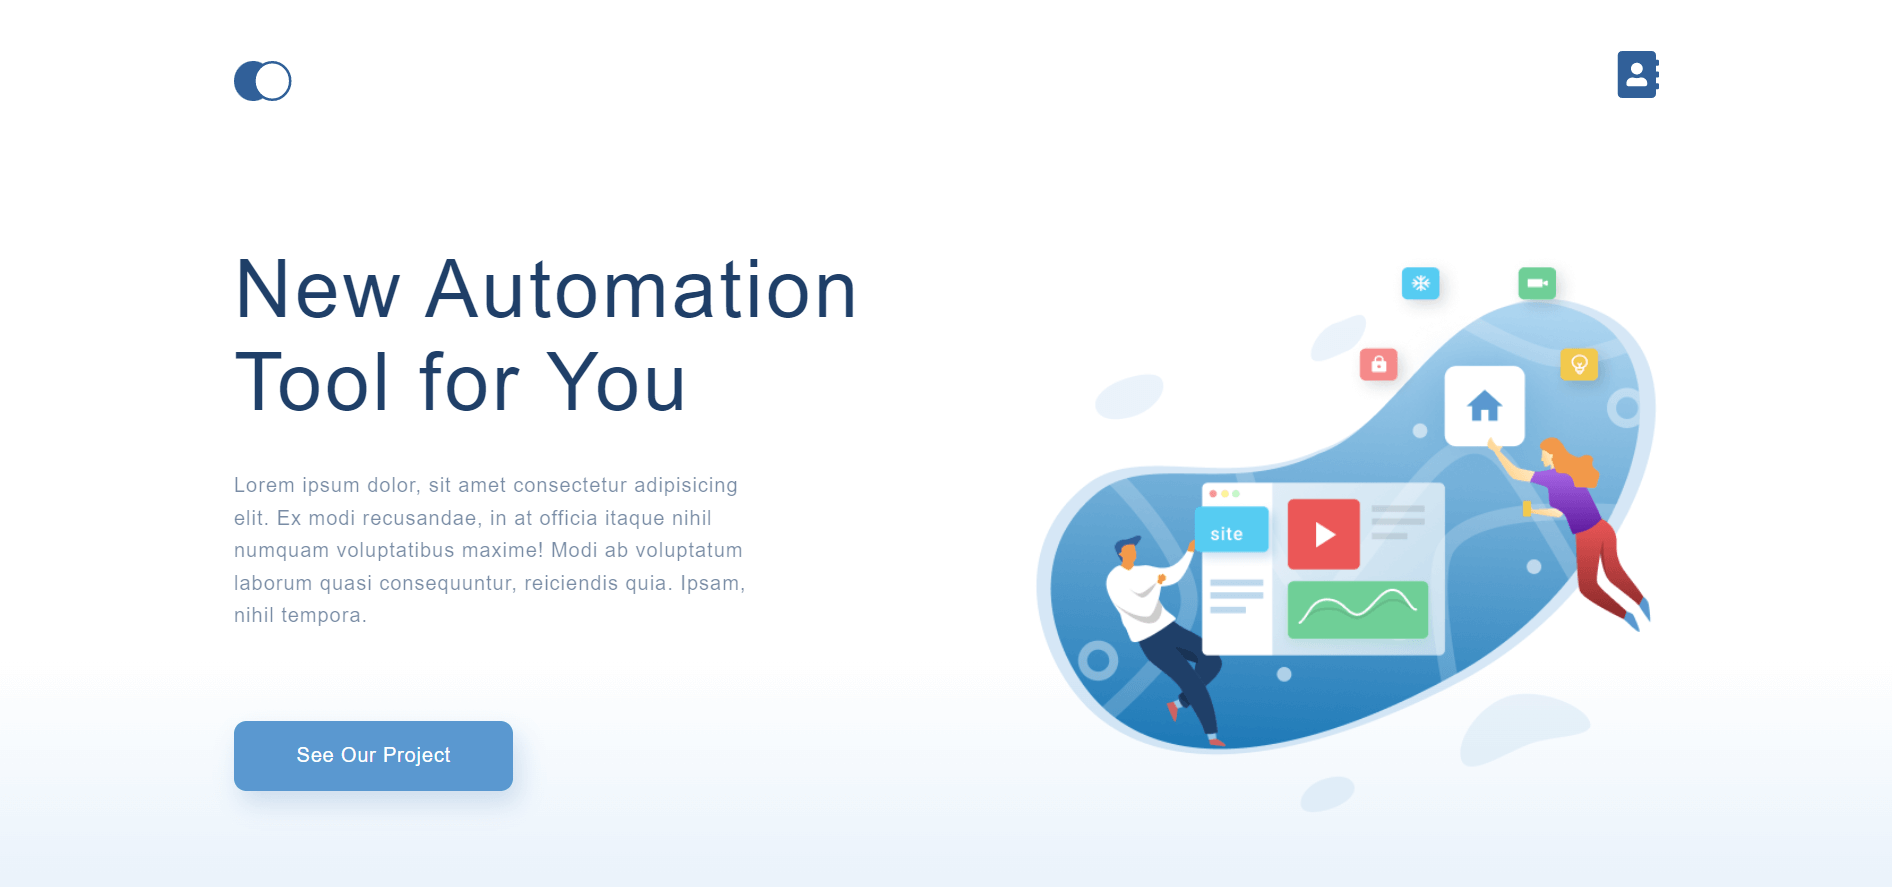 New Automation
Tool for You
Lorem ipsum dolor, sit amet consectetur adipisicing
elit. Ex modi recusandae, in at officia itaque nihil
numquam voluptatibus maxime! Modi ab voluptatum
laborum quasi consequuntur, reiciendis quia. Ipsam,
nihil tempora.
See Our Project
site